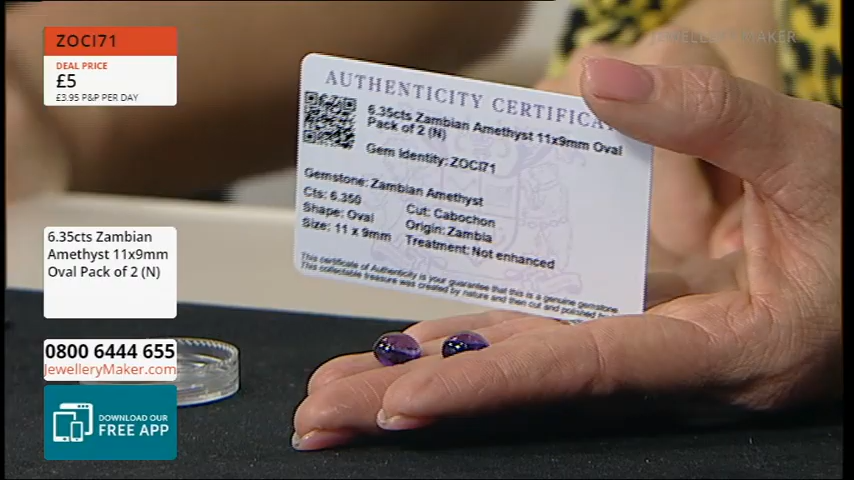 ZOCI71
DEAL PRICE
£5
£3.95 P&P PER DAY
JEWELLERYMAKER
AUTHENTICITY CERTIFICA
6.35cts Zambian Amethyst 11x9mm Oval
Pack of 2 (N)
Gem Identity: ZOCI71
Gemstone: Zambian Amethyst
Cts: 6.350
Cut: Cabochon
Shape: Oval
Origin: Zambia
Size: 11 x 9mm
Treatment: Not enhanced
This certificate of Authenticity is your guarantee that this is a genuine gemstone.
This collectable treasure was created by nature and then cut and polished
6.35cts Zambian
Amethyst 11x9mm
Oval Pack of 2 (N)
0800 6444 655
JewelleryMaker.com
DOWNLOAD OUR
FREE APP